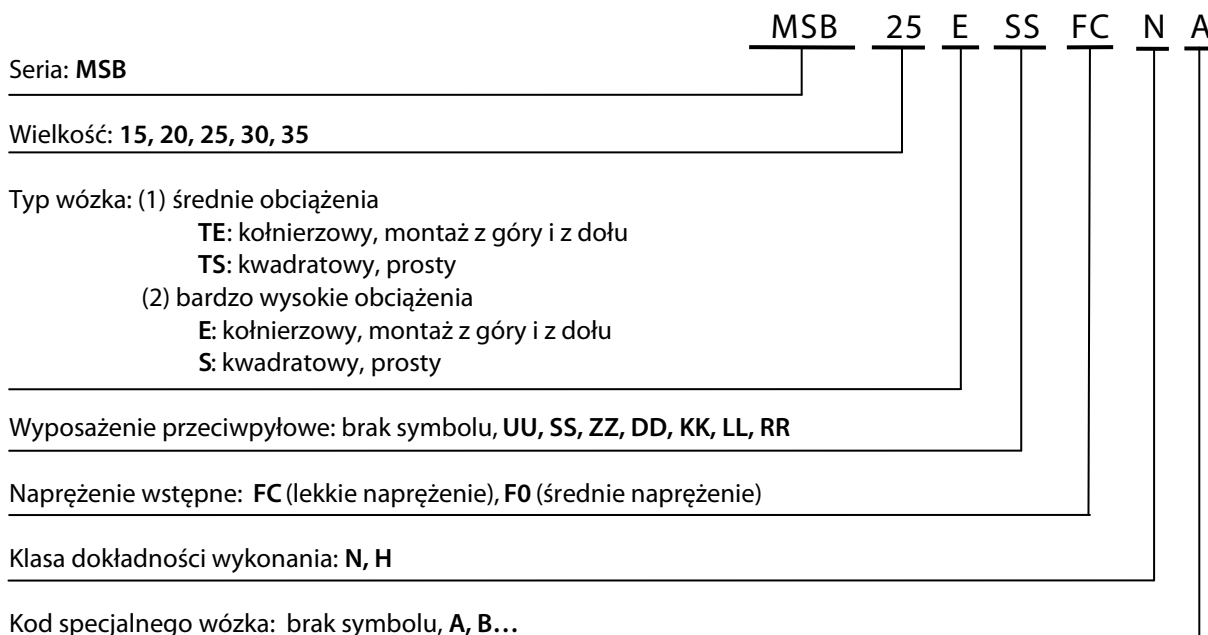 MSB 25 E SS FC N A
Seria: MSB
Wielkość: 15, 20, 25, 30, 35
Typ wózka: (1) średnie obciążenia
TE: kołnierzowy, montaż z góry i z dołu
TS: kwadratowy, prosty
(2) bardzo wysokie obciążenia
E: kołnierzowy, montaż z góry i z dołu
S: kwadratowy, prosty
Wyposażenie przeciwpyłowe: brak symbolu, UU, SS, ZZ, DD, KK, LL, RR
Naprężenie wstępne: FC (lekkie naprężenie), F0 (średnie naprężenie)
Klasa dokładności wykonania: N, H
Kod specjalnego wózka: brak symbolu, A, B...